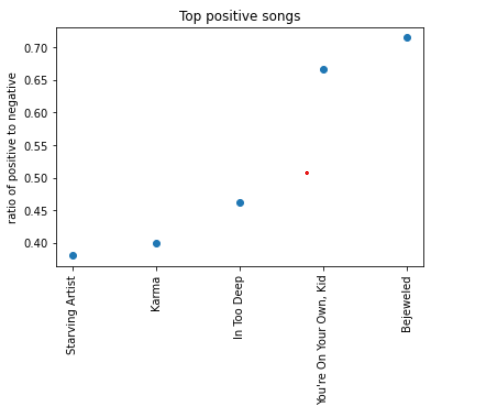 Top positive songs
ratio of positive to negative
0.70
0.65
0.60
0.55
0.50
0.45
0.40
Starving Artist
Karma
In Too Deep
You're On Your Own, Kid
Bejeweled